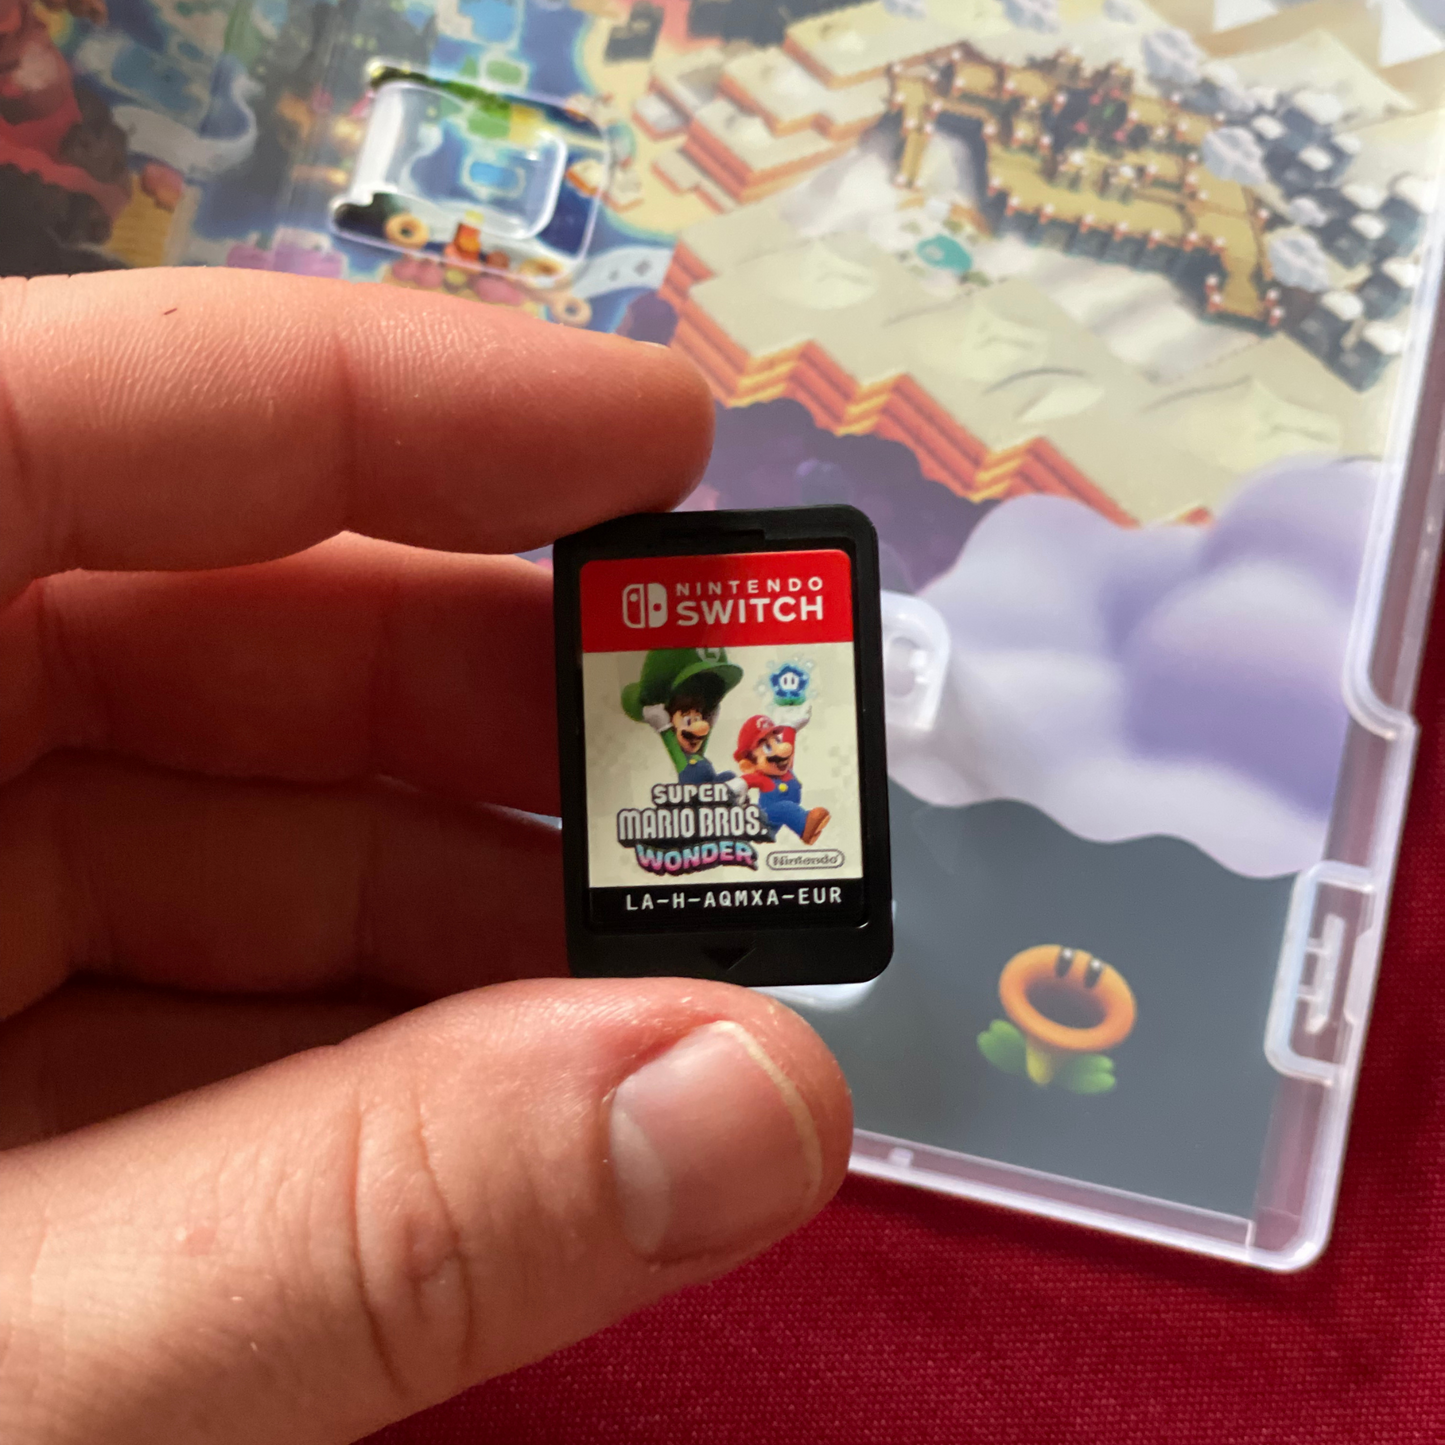 NINTENDO
SWITCH
L
M
SUPER
MARIO BROS.
WONDER
Nintendo
LA-H-AQMXA-EUR